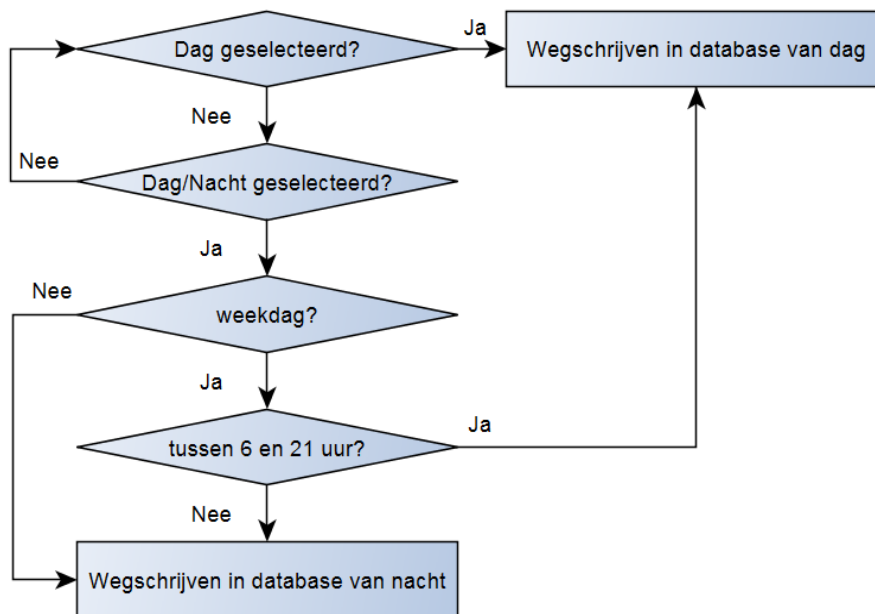 Dag geselecteerd?
Ja
Wegschrijven in database van dag
Nee
Nee
Dag/Nacht geselecteerd?
Ja
Nee
weekdag?
Ja
tussen 6 en 21 uur?
Ja
Nee
Wegschrijven in database van nacht